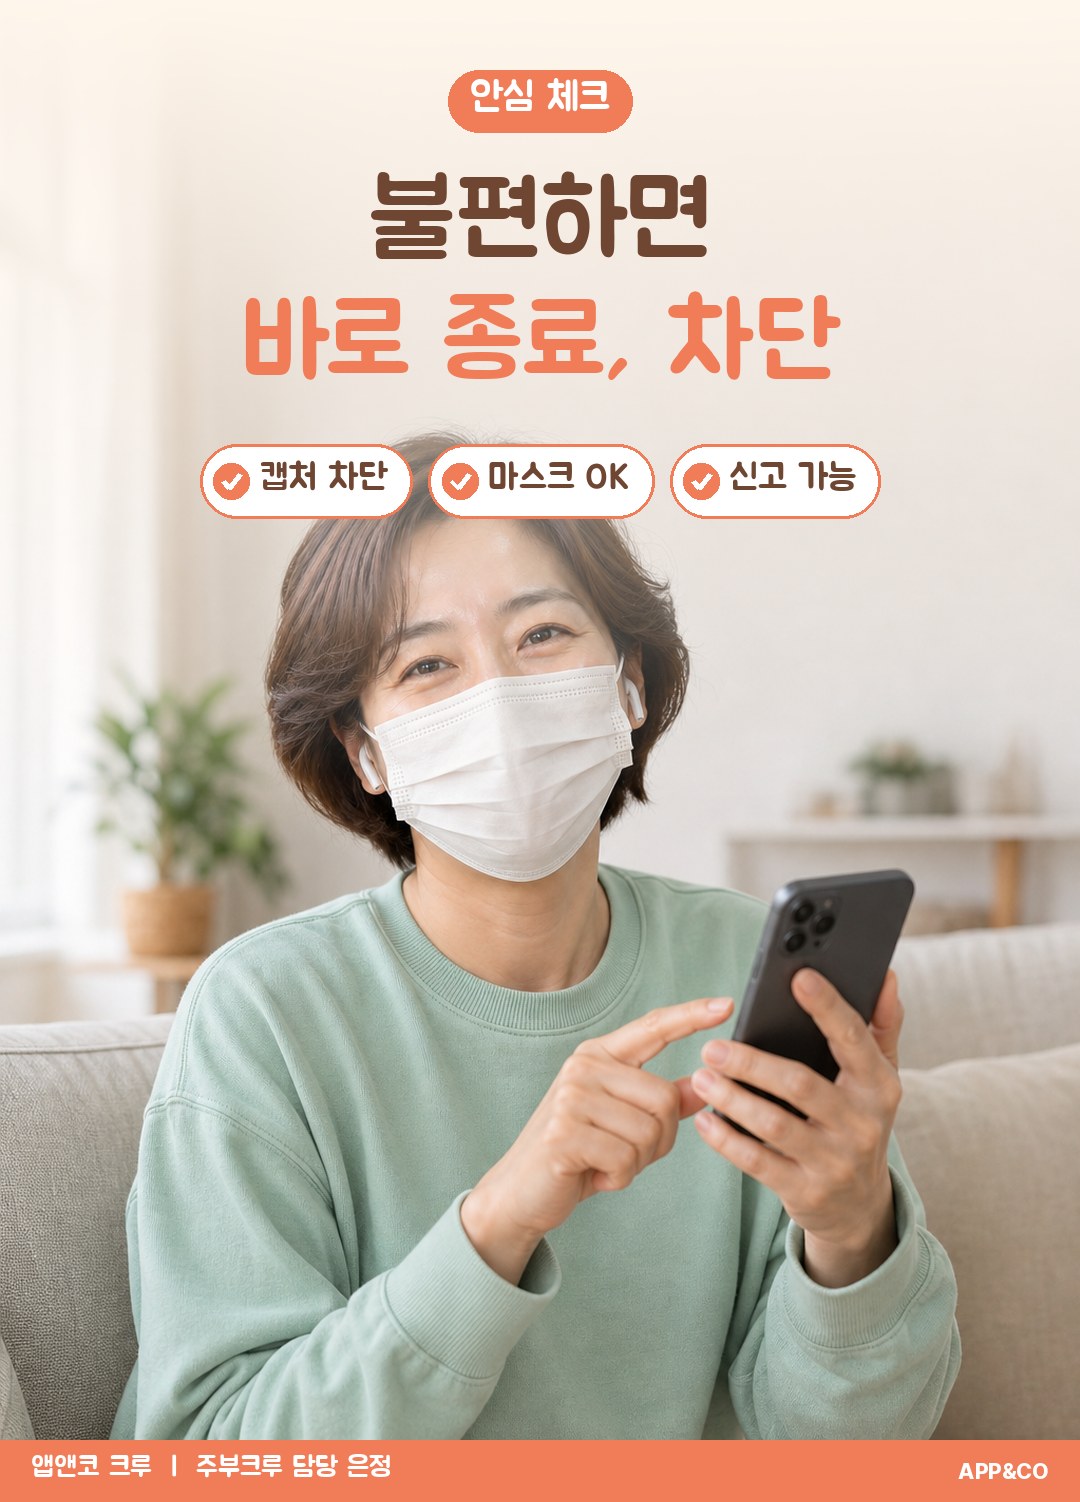 안심 체크
불편하면
바로 종료, 차단
캡처 차단
마스크 OK
신고 가능
앱앤코 크루 | 주부크루 담당 은정
APP&CO